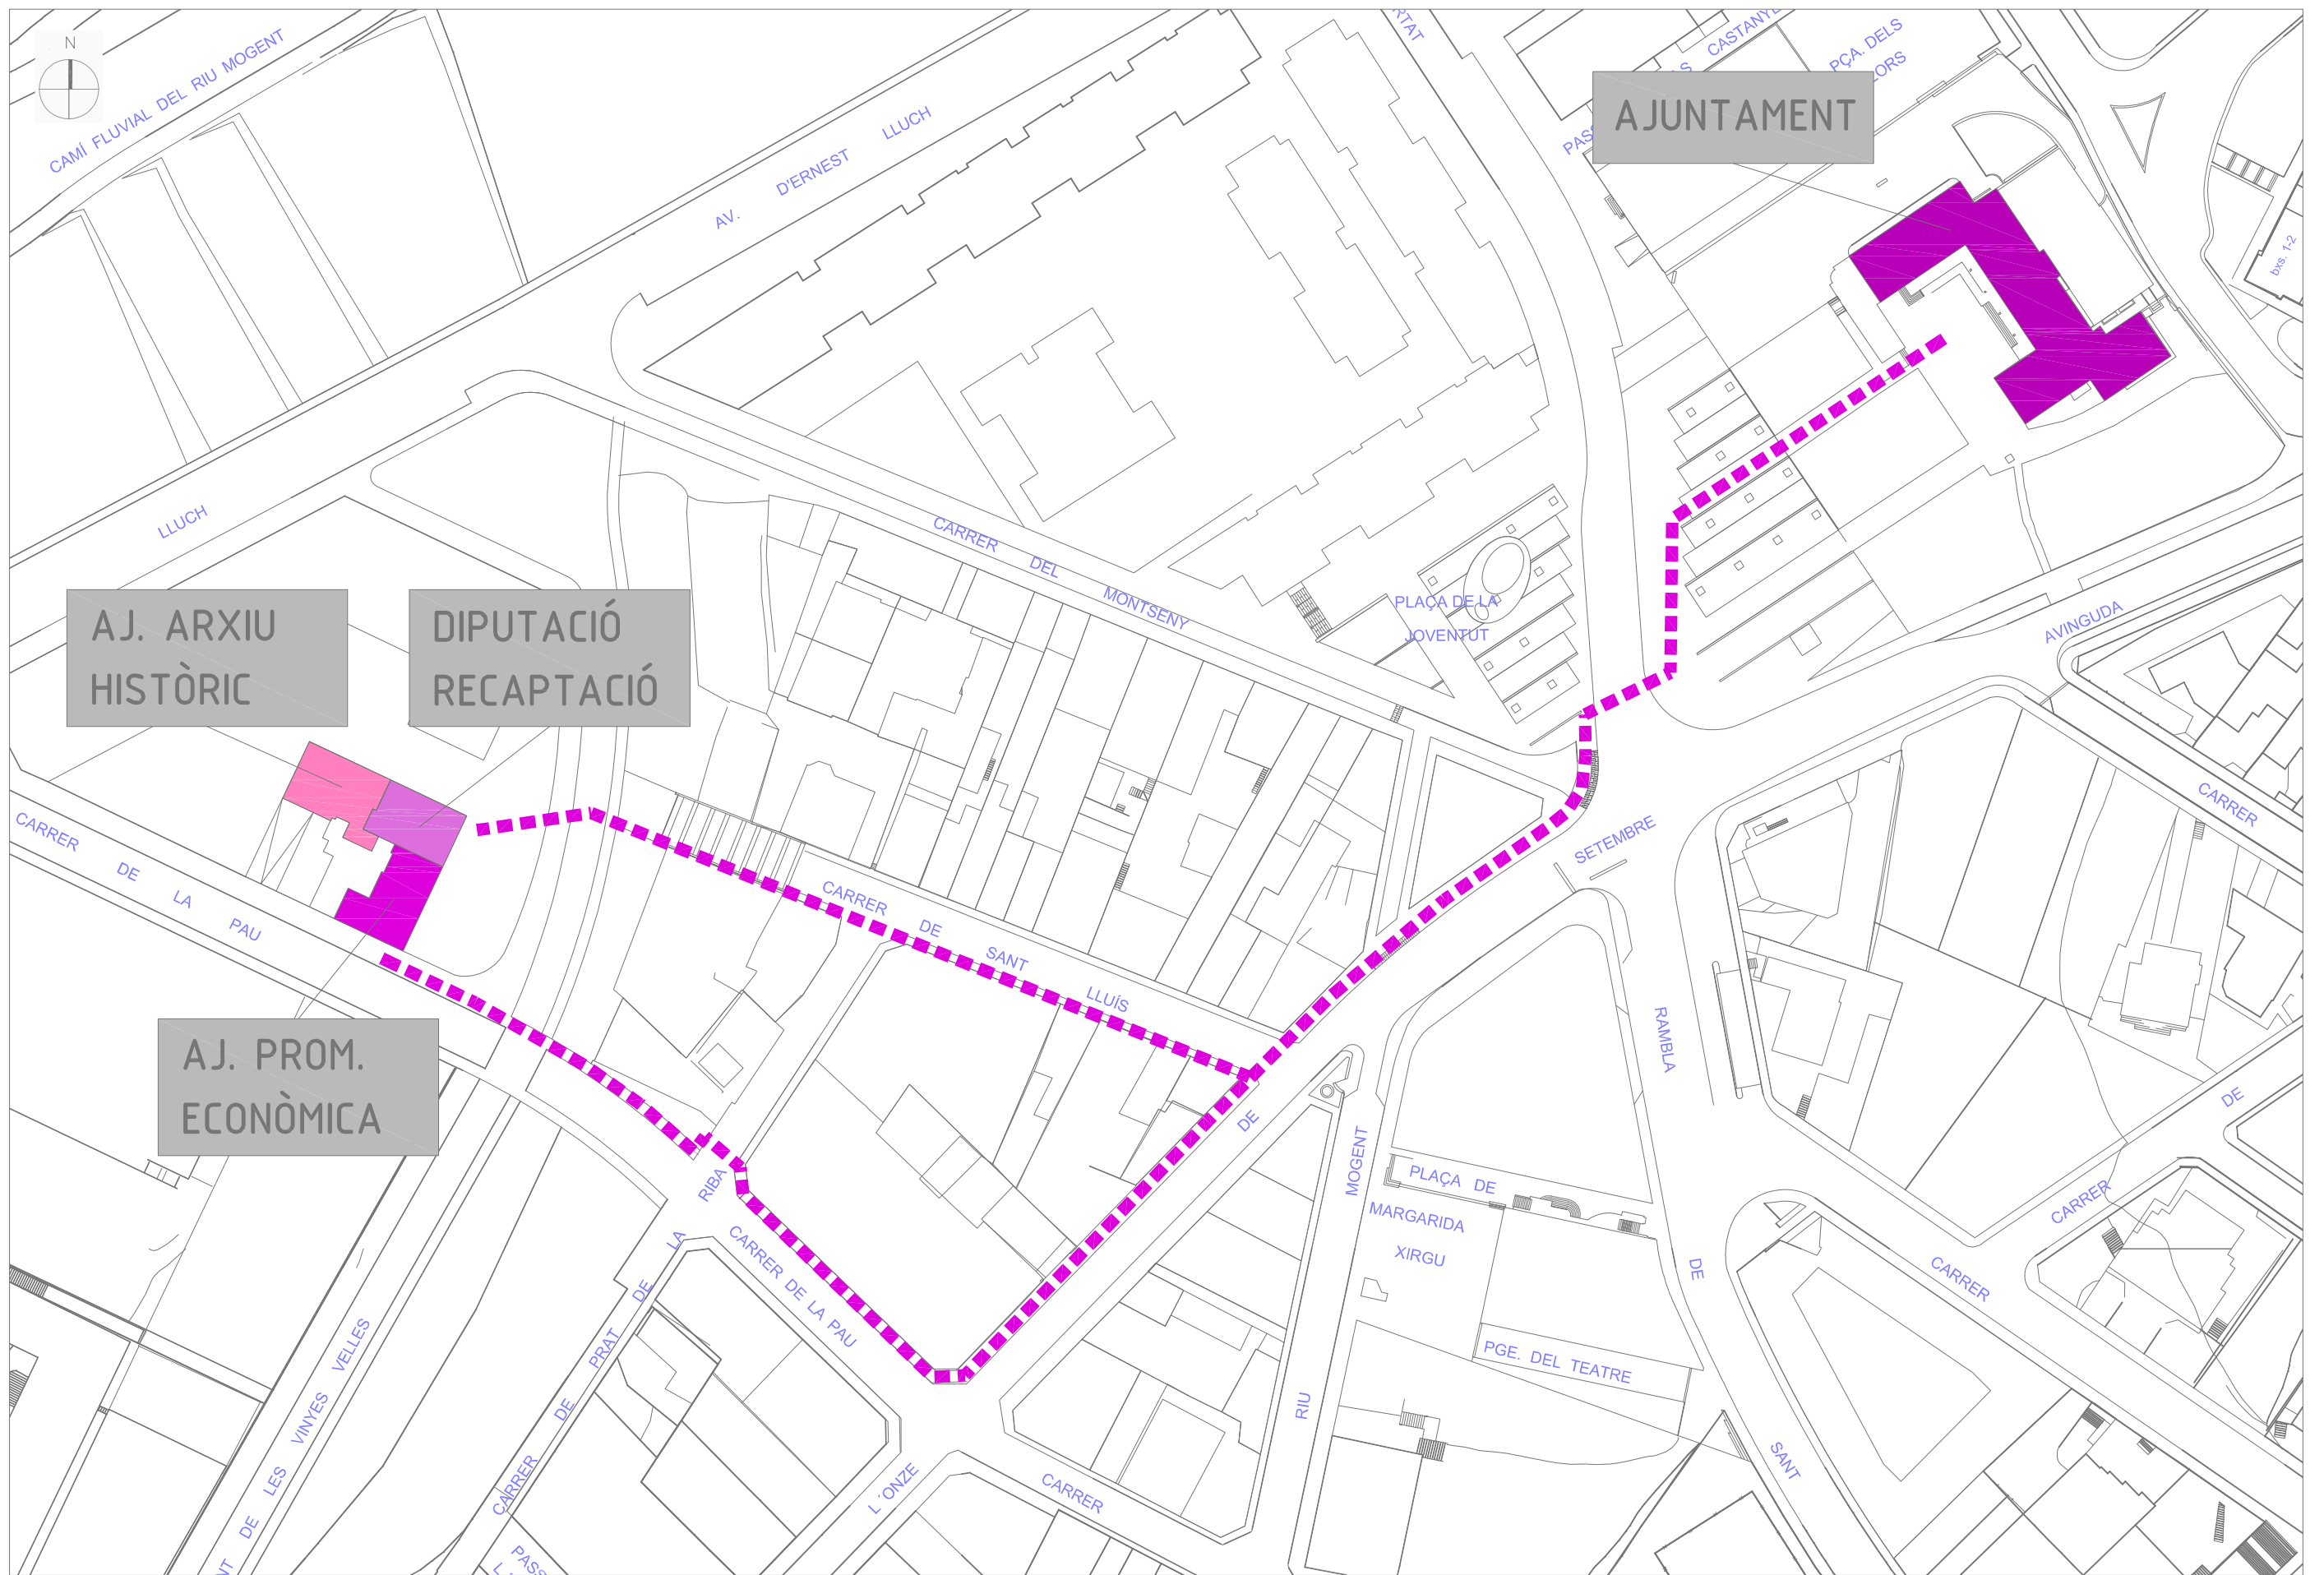 N
CAMÍ FLUVIAL DEL RIU MOGENT
AV. D'ERNEST LLUCH
PÇA. DELS
AJUNTAMENT
bxs. 1-2
LLUCH
CARRER DEL MONTSENY
PLAÇA DE LA
JOVENTUT
AVINGUDA
AJ. ARXIU
HISTÒRIC
DIPUTACIÓ
RECAPTACIÓ
CARRER DE LA PAU
CARRER DE SANT LLUÍS
SETEMBRE
CARRER
AJ. PROM.
ECONÒMICA
RAMBLA
DE
SANT
DE
L´ONZE
RIU
MOGENT
PLAÇA DE
MARGARIDA
XIRGU
PGE. DEL TEATRE
CARRER DE LA PAU
CARRER DE PRAT DE LA RIBA
DE LES VINYES VELLES
CARRER
CARRER
CARRER
DE